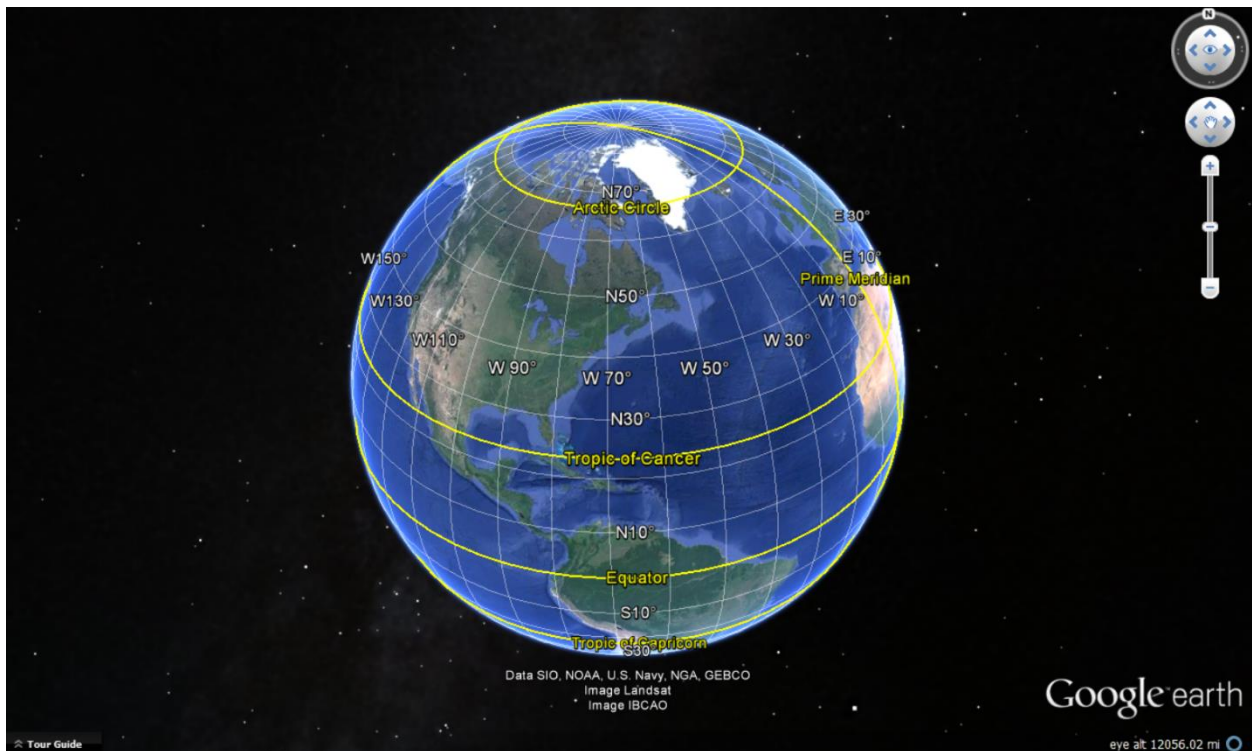 N
N70°
Arctic Circle
E 30°
W150°
E 10°
Prime Meridian
W130°
N50°
W 10°
W110°
W 30°
W 90°
W 70°
W 50°
N30°
Tropic of Cancer
N10°
Equator
S10°
Tropic of Capricorn
S30°
Data SIO, NOAA, U.S. Navy, NGA, GEBCO
Image Landsat
Image IBCAO
Google earth
Tour Guide
eye alt 12056.02 mi